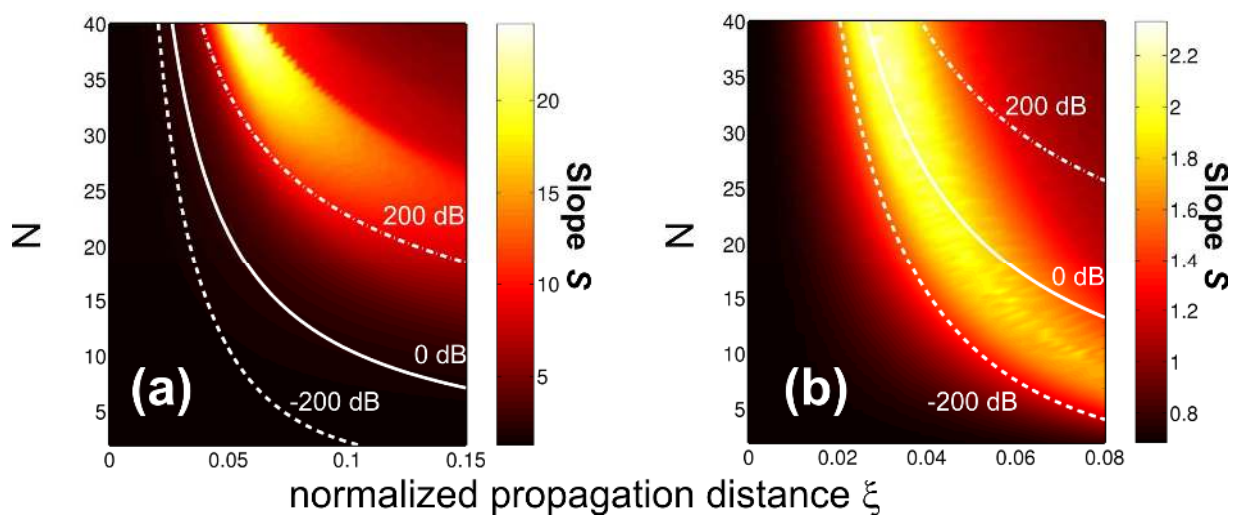 40
35
30
25
20
15
10
5
N
0
0.05
0.1
0.15
(a)
200 dB
0 dB
-200 dB
20
15
10
5
Slope S
40
35
30
25
20
15
10
5
N
0
0.02
0.04
0.06
0.08
(b)
200 dB
0 dB
-200 dB
2.2
2
1.8
1.6
1.4
1.2
1
0.8
Slope S
normalized propagation distance ξ